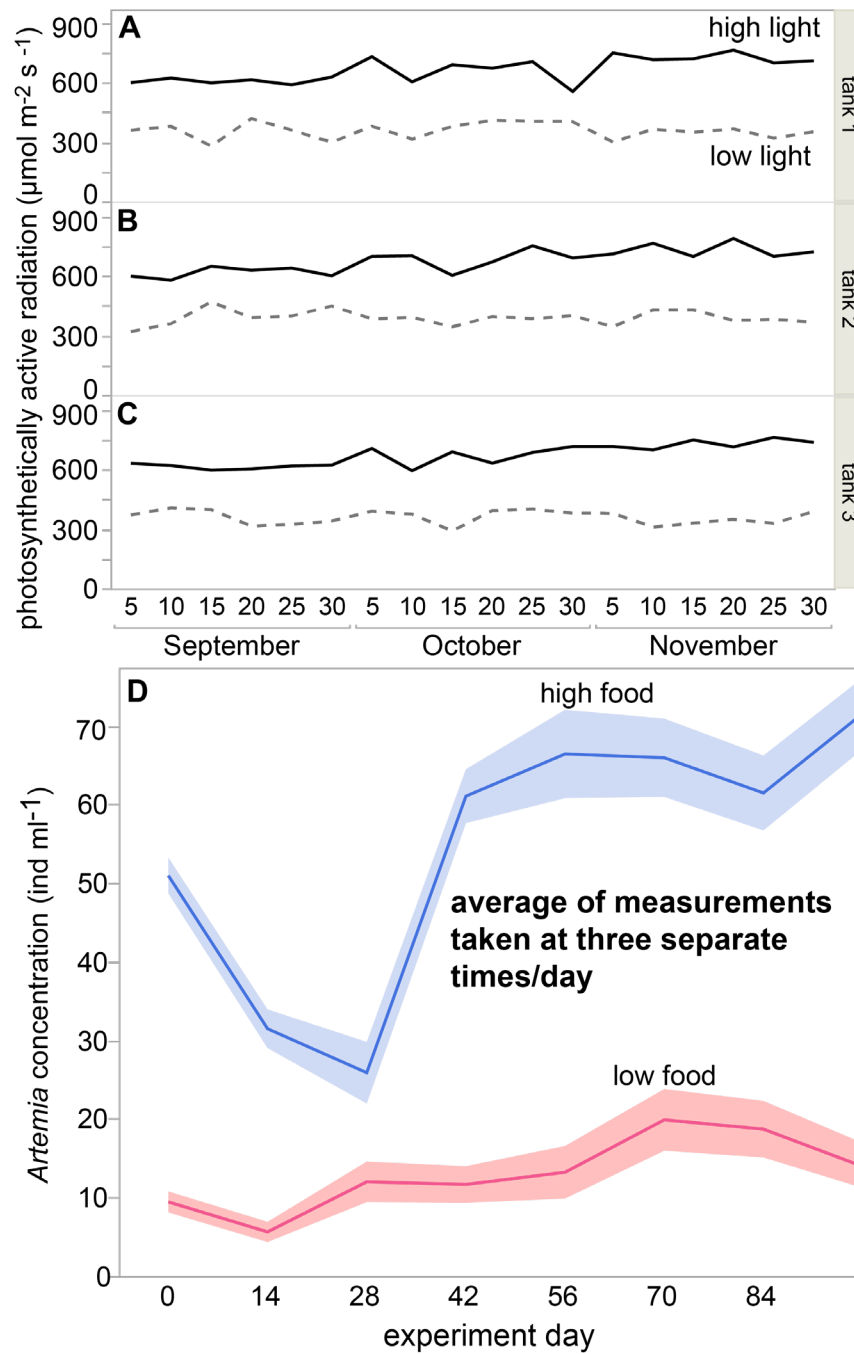 photosynthetically active radiation (µmol m-2 s -1)
A
high light
low light
900
600
300
0
tank 1
B
900
600
300
0
tank 2
C
900
600
300
0
tank 3
5 10 15 20 25 30 5 10 15 20 25 30 5 10 15 20 25 30
September October November
D
high food
70
60
50
40
30
20
10
0
Artemia concentration (ind ml-1)
average of measurements
taken at three separate
times/day
low food
0 14 28 42 56 70 84
experiment day